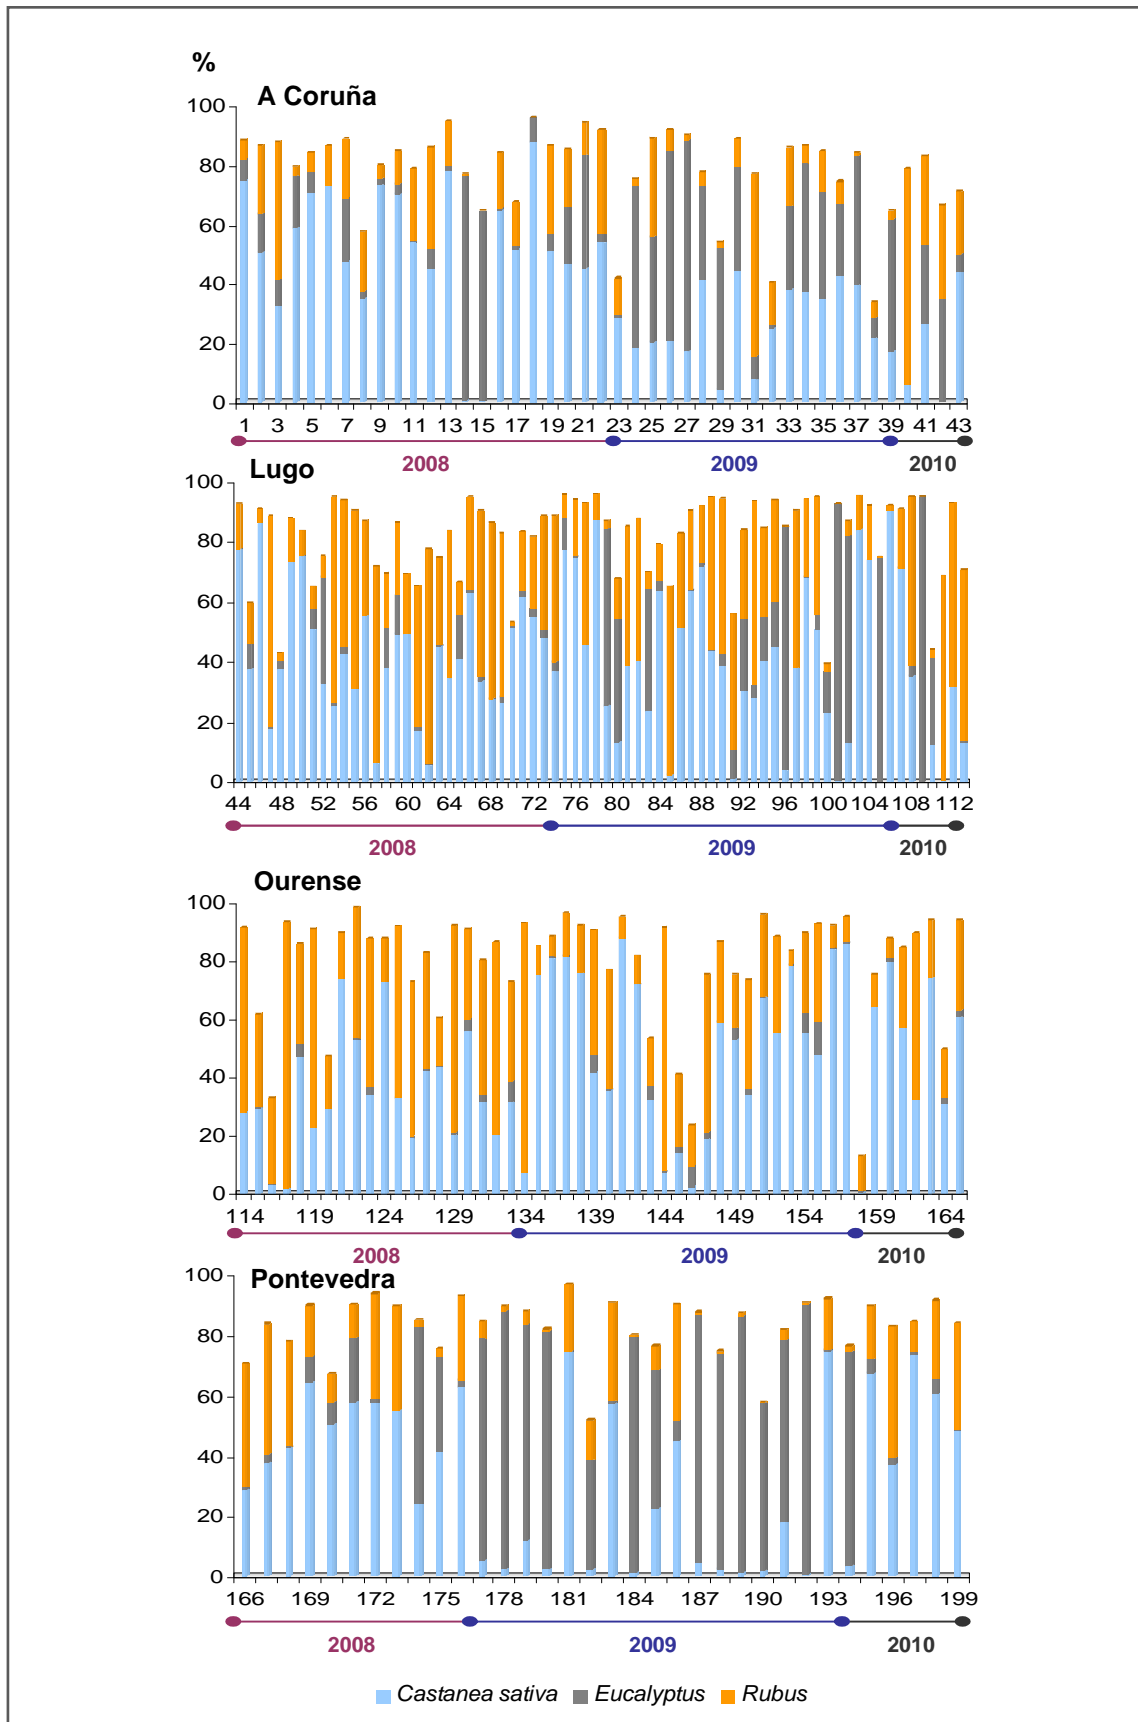 %
A Coruña
100
80
60
40
20
0
1 3 5 7 9 11 13 15 17 19 21 23 25 27 29 31 33 35 37 39 41 43
2008 2009 2010
Lugo
100
80
60
40
20
0
44 48 52 56 60 64 68 72 76 80 84 88 92 96 100 104 108 112
2008 2009 2010
Ourense
100
80
60
40
20
0
114 119 124 129 134 139 144 149 154 159 164
2008 2009 2010
Pontevedra
100
80
60
40
20
0
166 169 172 175 178 181 184 187 190 193 196 199
2008 2009 2010
Castanea sativa Eucalyptus Rubus